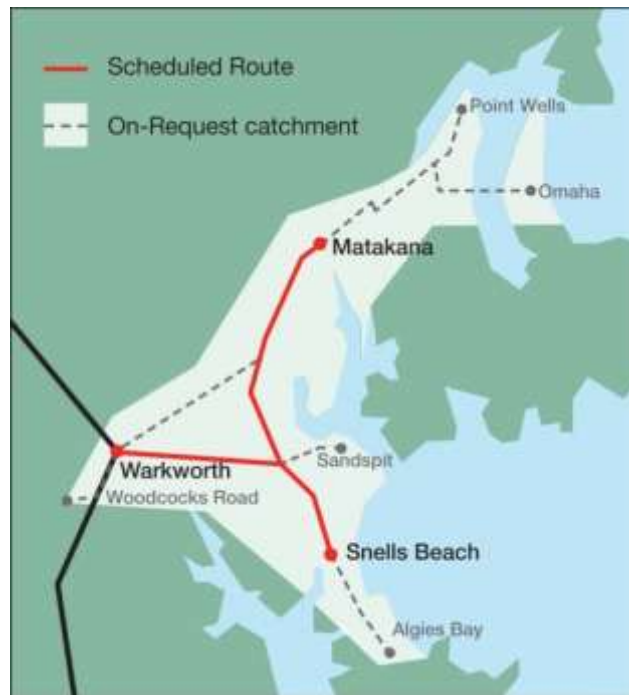 Scheduled Route
On-Request catchment
Point Wells
Omaha
Matakana
Sandspit
Warkworth
Woodcocks Road
Snells Beach
Algies Bay